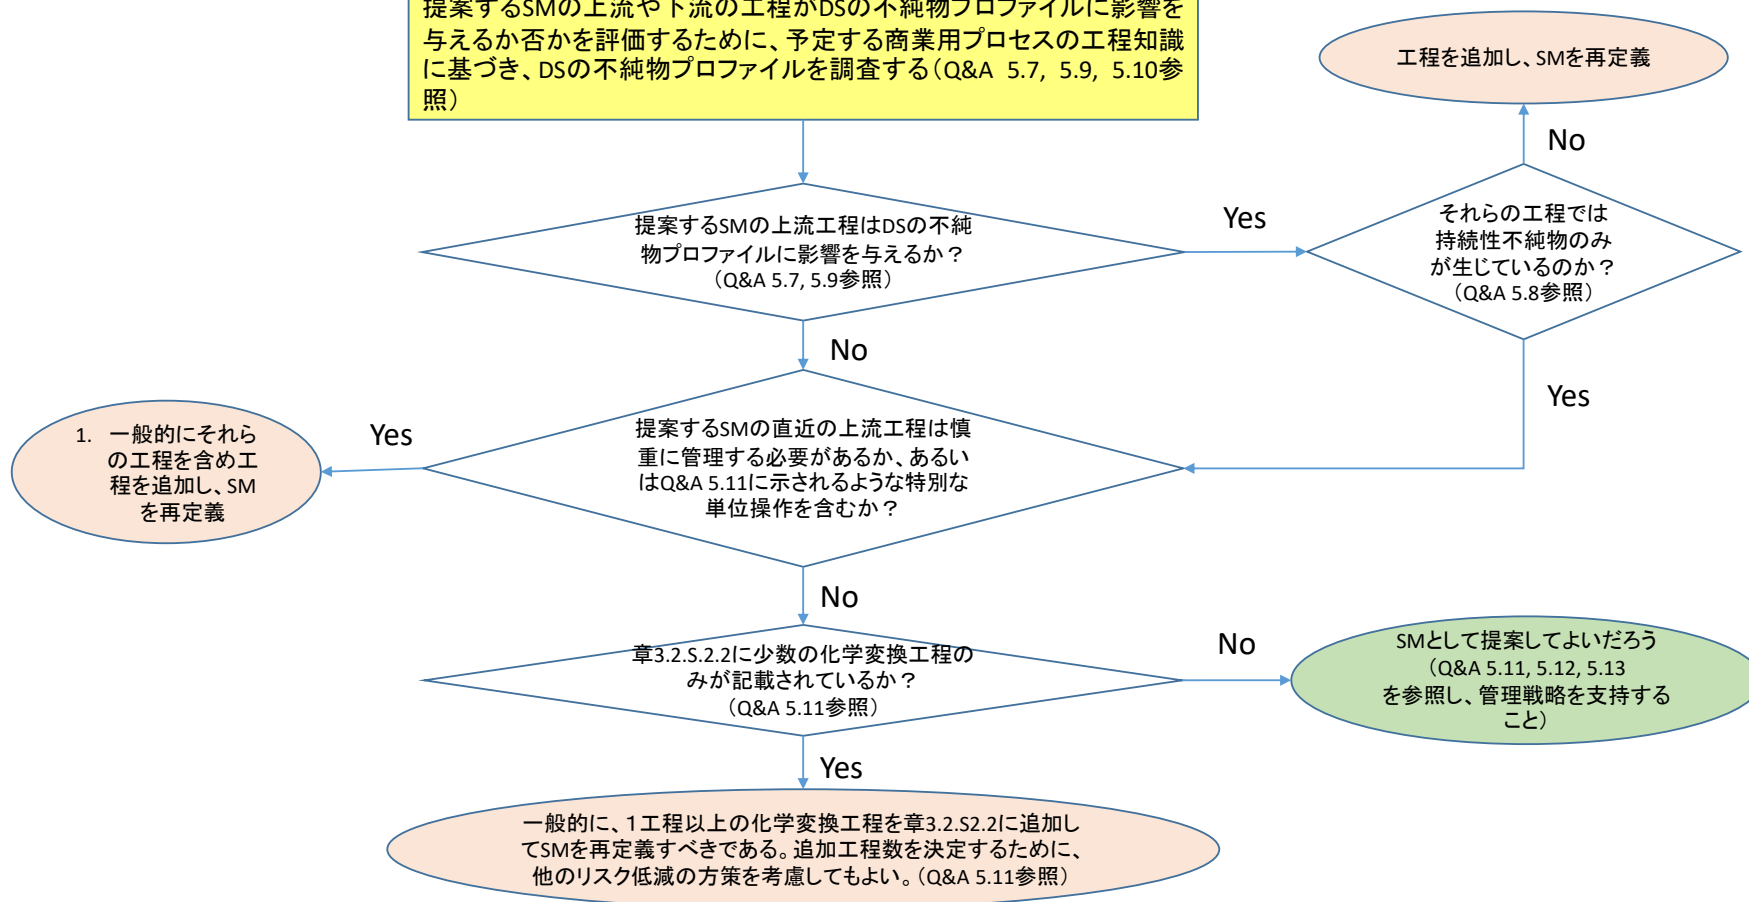 提案するSMの上流や下流の工程がDSの不純物プロファイルに影響を
与えるか否かを評価するために、予定する商業用プロセスの工程知識
に基づき、DSの不純物プロファイルを調査する（Q&A 5.7, 5.9, 5.10参
照）
工程を追加し、SMを再定義
No
提案するSMの上流工程はDSの不純
物プロファイルに影響を与えるか？
（Q&A 5.7, 5.9参照）
Yes
それらの工程では
持続性不純物のみ
が生じているのか？
（Q&A 5.8参照）
No
Yes
1. 一般的にそれら
の工程を含め工
程を追加し、SM
を再定義
Yes
提案するSMの直近の上流工程は慎
重に管理する必要があるか、あるい
はQ&A 5.11に示されるような特別な
単位操作を含むか？
No
章3.2.S.2.2に少数の化学変換工程の
みが記載されているか？
（Q&A 5.11参照）
No
SMとして提案してよいだろう
（Q&A 5.11, 5.12, 5.13
を参照し、管理戦略を支持する
こと）
Yes
一般的に、１工程以上の化学変換工程を章3.2.S2.2に追加し
てSMを再定義すべきである。追加工程数を決定するために、
他のリスク低減の方策を考慮してもよい。（Q&A 5.11参照）